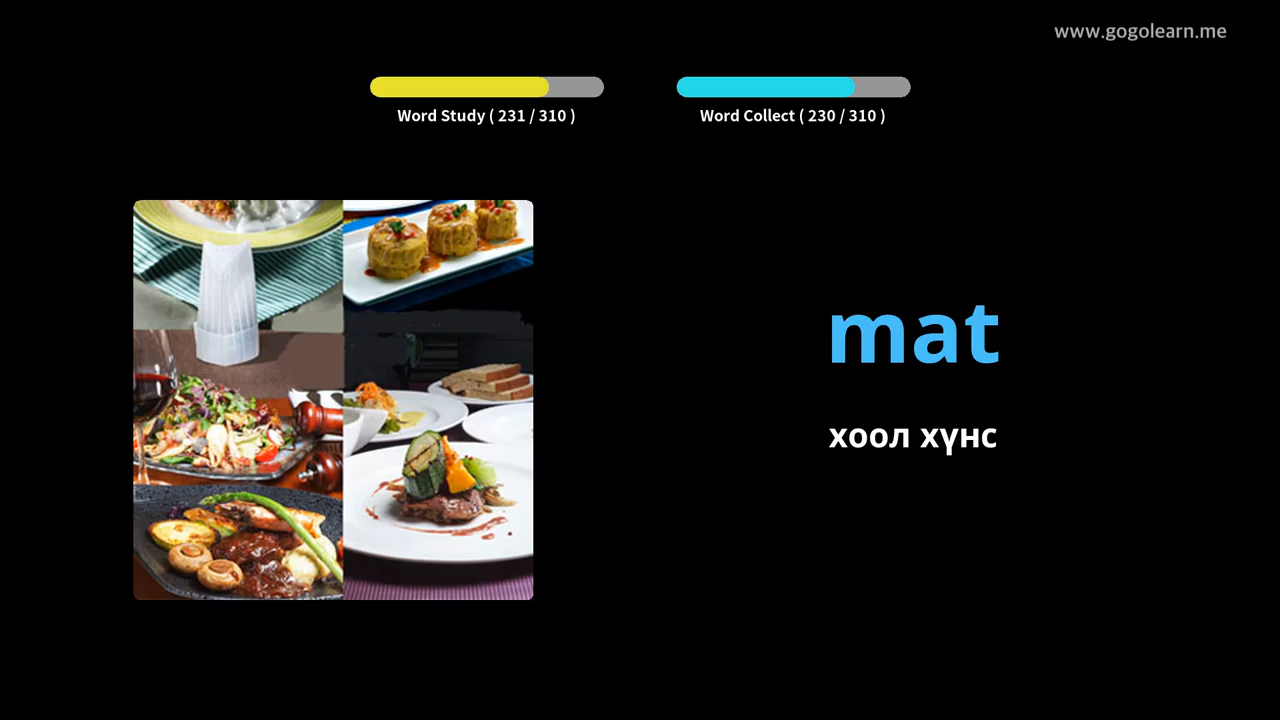 www.gogolearn.me
Word Study ( 231 / 310 )
Word Collect ( 230 / 310 )
mat
хоол хүнс